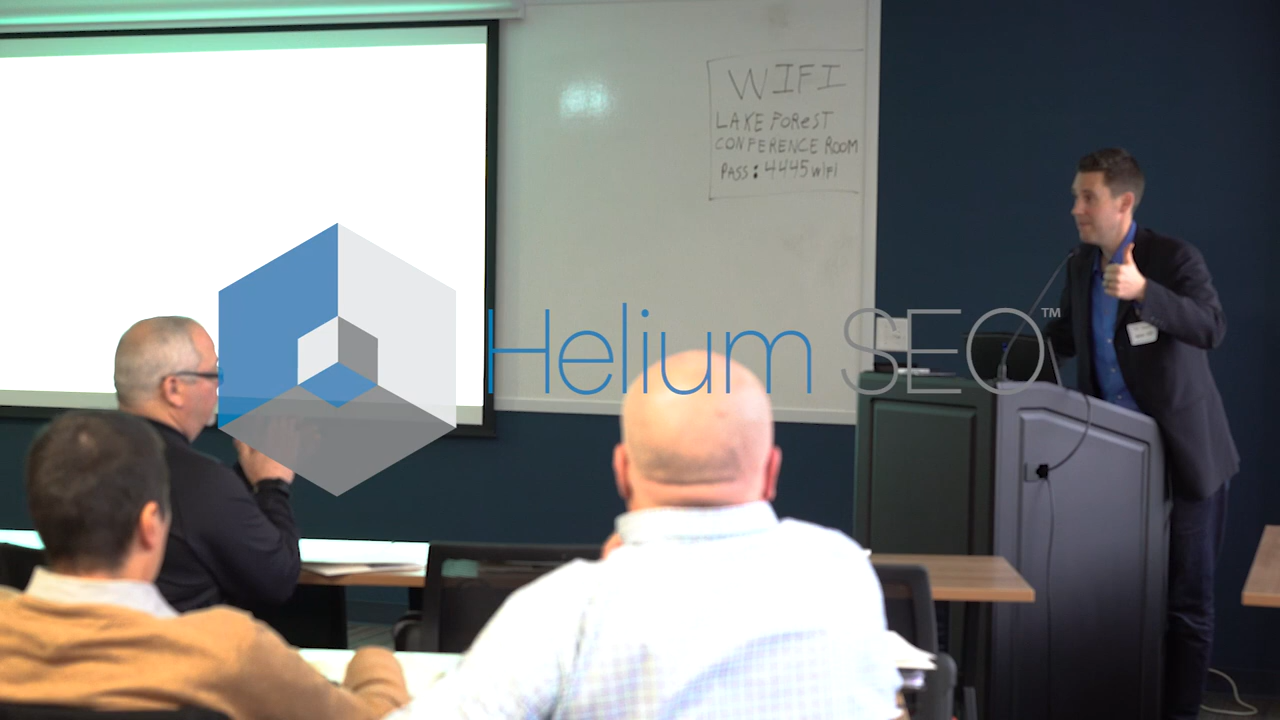 WIFI
LAKE FOREST
CONFERENCE ROOM
PASS: 4445WIFI
Helium SEO™